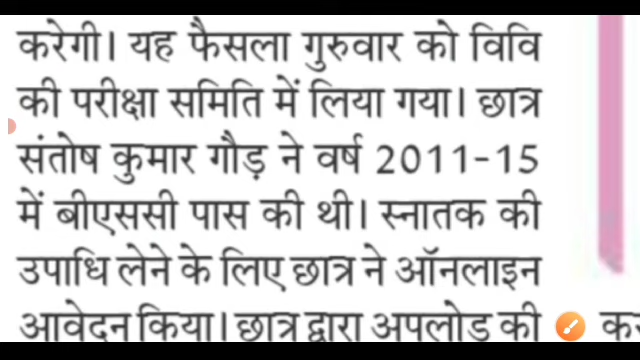 करेगी। यह फैसला गुरुवार को विवि
की परीक्षा समिति में लिया गया। छात्र
संतोष कुमार गौड़ ने वर्ष 2011-15
में बीएससी पास की थी। स्नातक की
उपाधि लेने के लिए छात्र ने ऑनलाइन
आवेदन किया। छात्र द्वारा अपलोड की